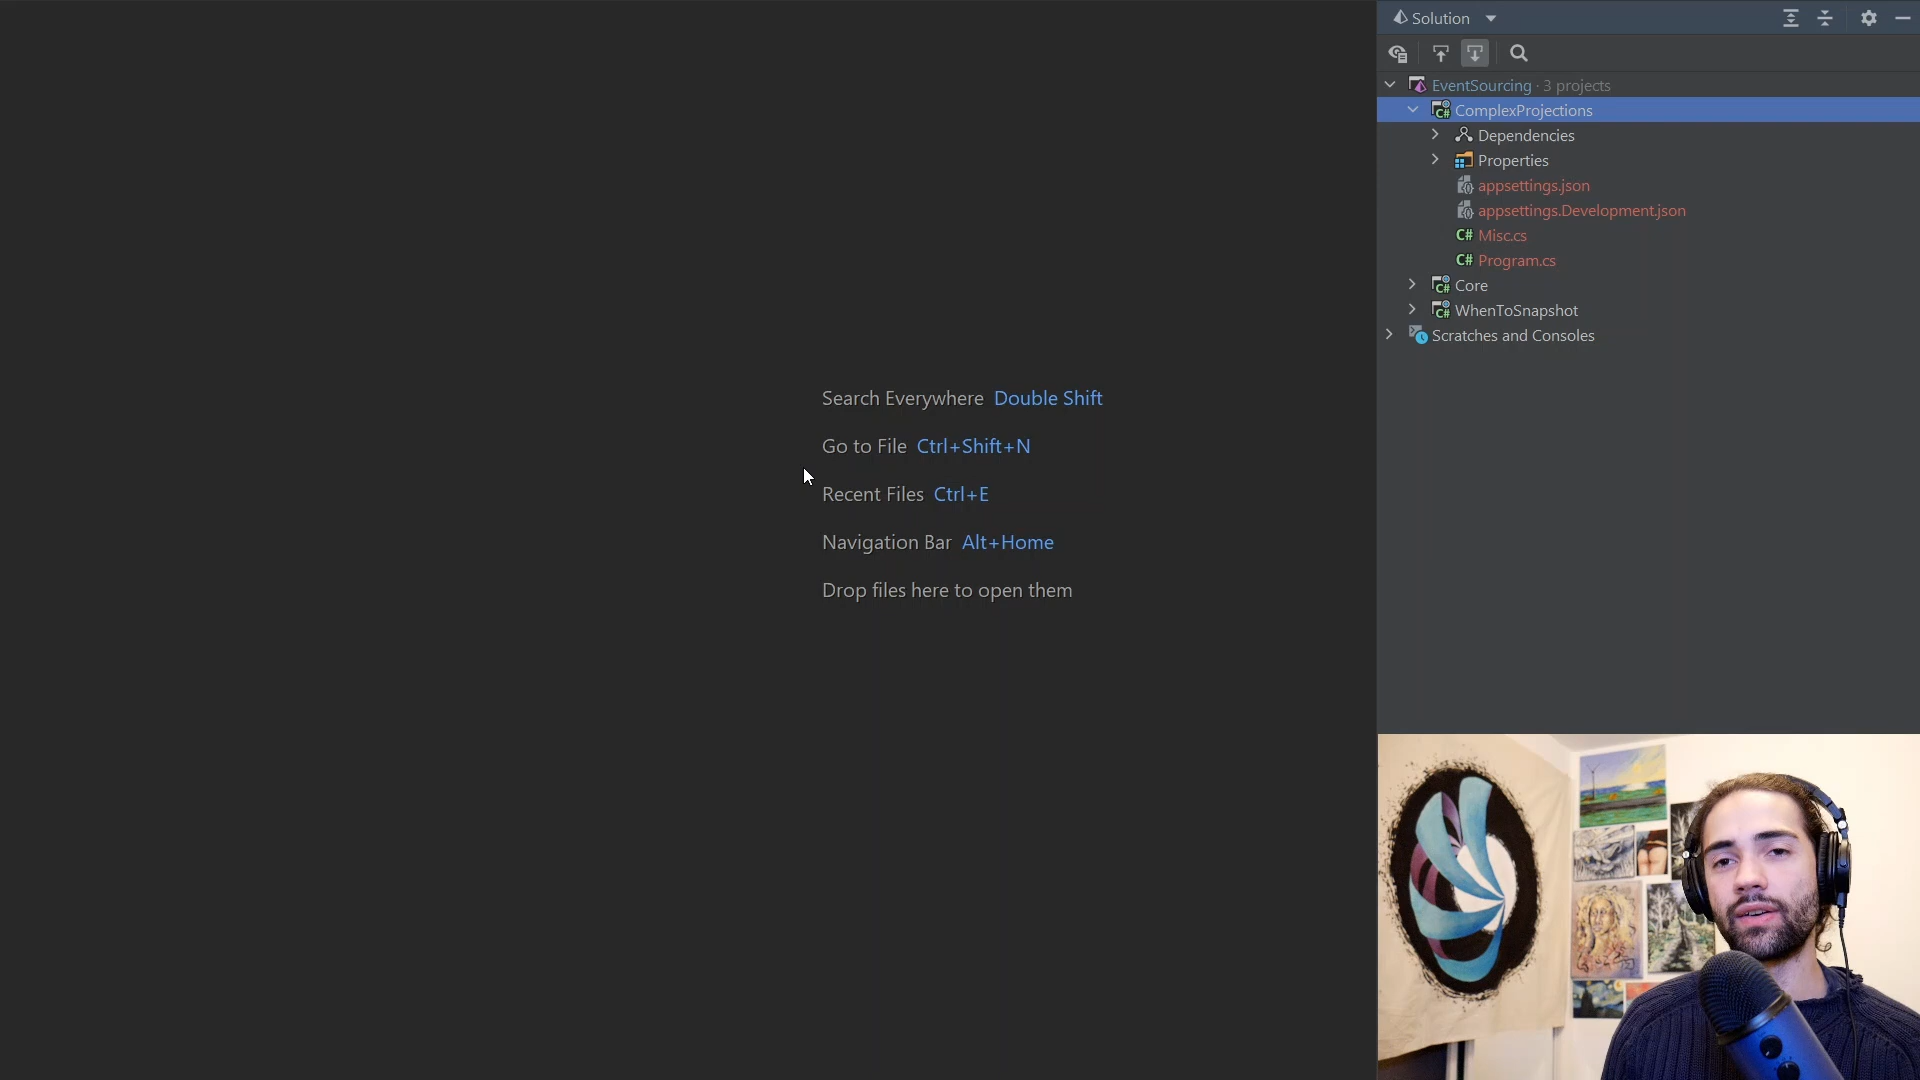 Solution
EventSourcing · 3 projects
ComplexProjections
Dependencies
Properties
appsettings.json
appsettings.Development.json
C# Misc.cs
C# Program.cs
Core
WhenToSnapshot
Scratches and Consoles
Search Everywhere Double Shift
Go to File Ctrl+Shift+N
Recent Files Ctrl+E
Navigation Bar Alt+Home
Drop files here to open them